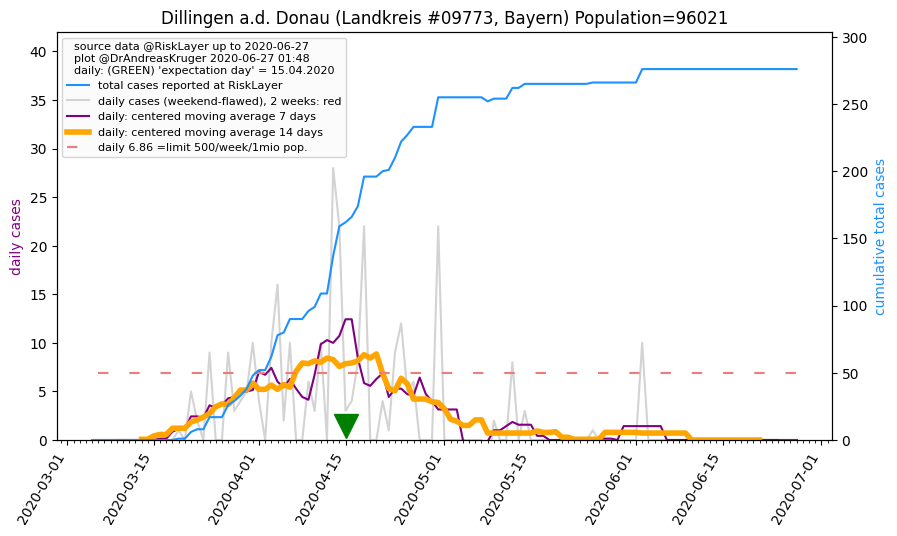 Dillingen a.d. Donau (Landkreis #09773, Bayern) Population=96021
source data @RiskLayer up to 2020-06-27
plot @DrAndreasKruger 2020-06-27 01:48
daily: (GREEN) 'expectation day' = 15.04.2020
total cases reported at RiskLayer
daily cases (weekend-flawed), 2 weeks: red
daily: centered moving average 7 days
daily: centered moving average 14 days
daily 6.86 =limit 500/week/1mio pop.
daily cases
40
35
30
25
20
15
10
5
0
cumulative total cases
300
250
200
150
100
50
0
2020-03-01
2020-03-15
2020-04-01
2020-04-15
2020-05-01
2020-05-15
2020-06-01
2020-06-15
2020-07-01